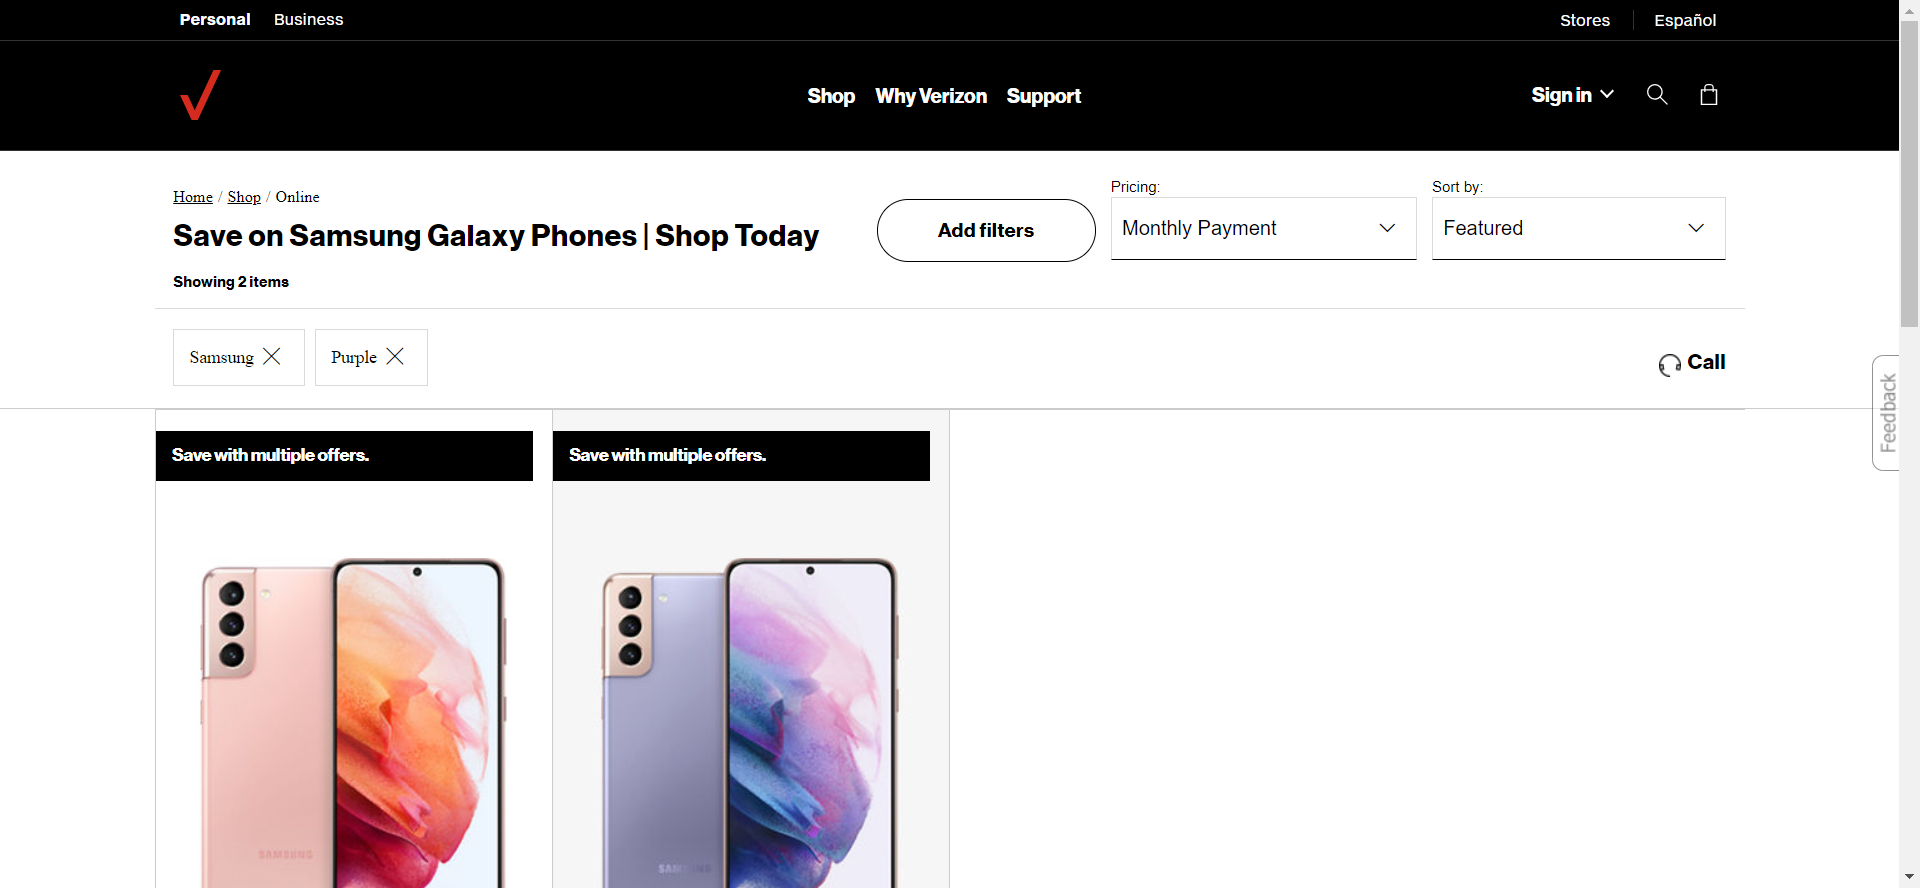 Personal Business
Stores Español
Shop Why Verizon Support
Sign in
Home / Shop / Online
Save on Samsung Galaxy Phones | Shop Today
Showing 2 items
Add filters
Pricing:
Monthly Payment
Sort by:
Featured
Samsung
Purple
Call
Feedback
Save with multiple offers.
Save with multiple offers.
SAMSUNG
SAMSUNG